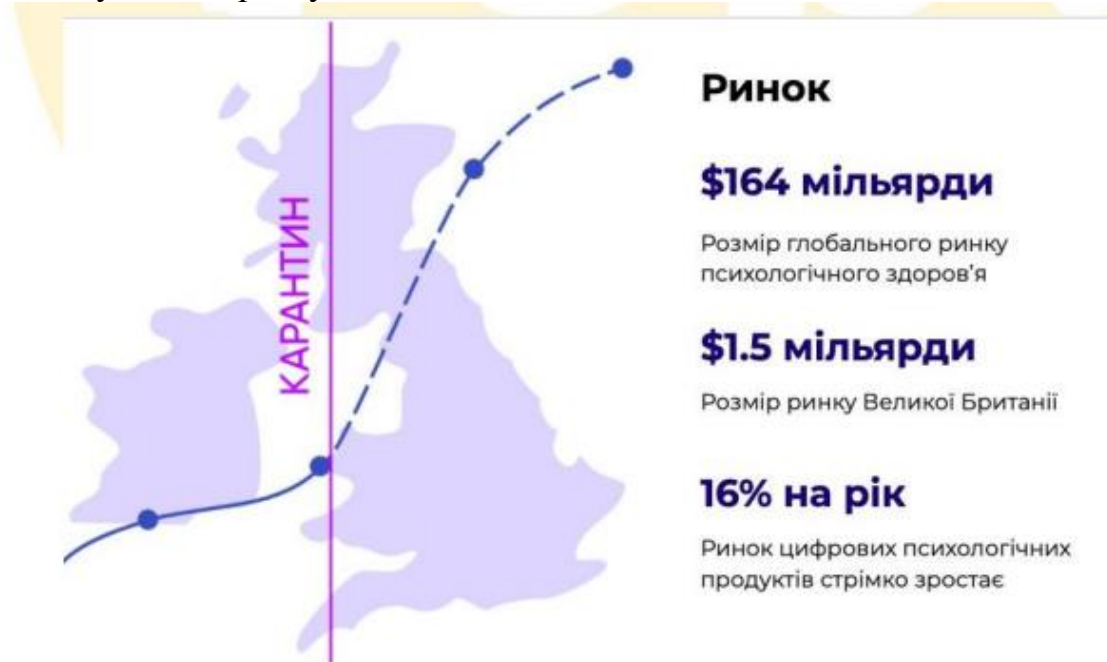 КАРАНТИН
Ринок
$164 мільярди
Розмір глобального ринку
психологічного здоров'я
$1.5 мільярди
Розмір ринку Великої Британії
16% на рік
Ринок цифрових психологічних
продуктів стрімко зростає